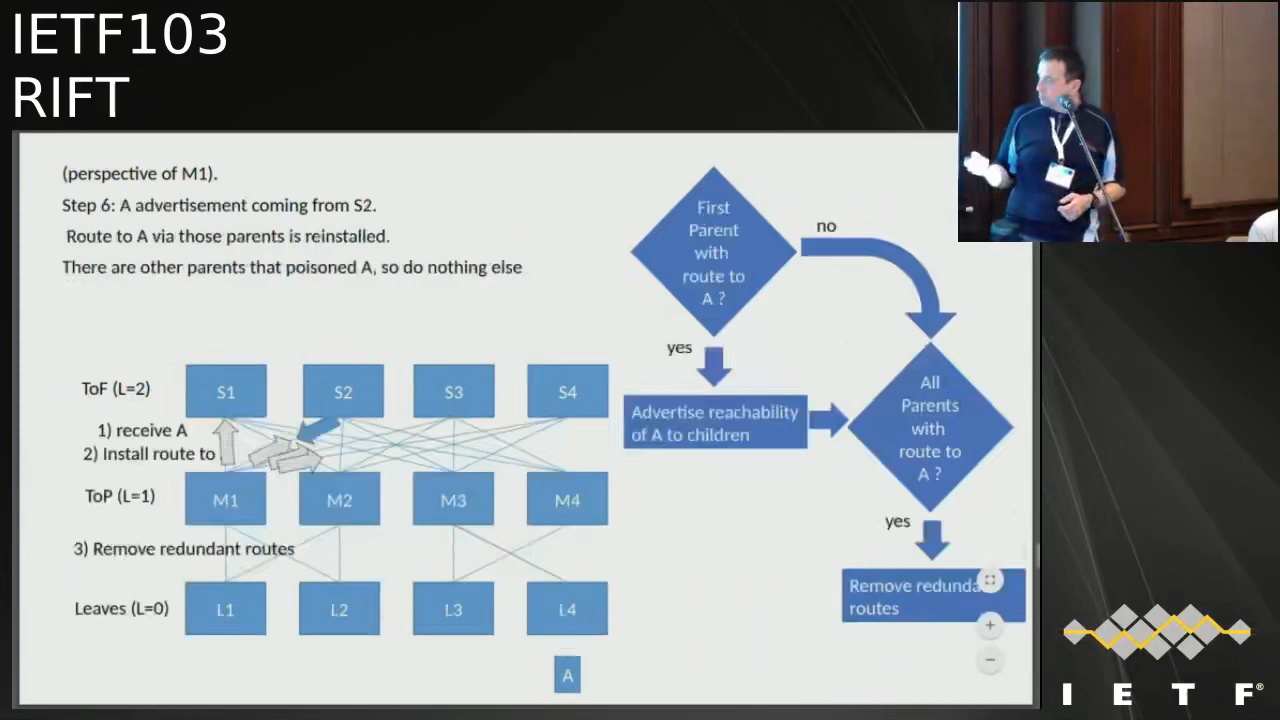 IETF103
RIFT
(perspective of M1).
Step 6: A advertisement coming from S2.
Route to A via those parents is reinstalled.
There are other parents that poisoned A, so do nothing else
First
Parent
with
route to
A ?
no
yes
Advertise reachability
of A to children
All
Parents
with
route to
A ?
yes
Remove redunda
routes
ToF (L=2)
S1
S2
S3
S4
1) receive A
2) Install route to
ToP (L=1)
M1
M2
M3
M4
3) Remove redundant routes
Leaves (L=0)
L1
L2
L3
L4
A
I E T F®